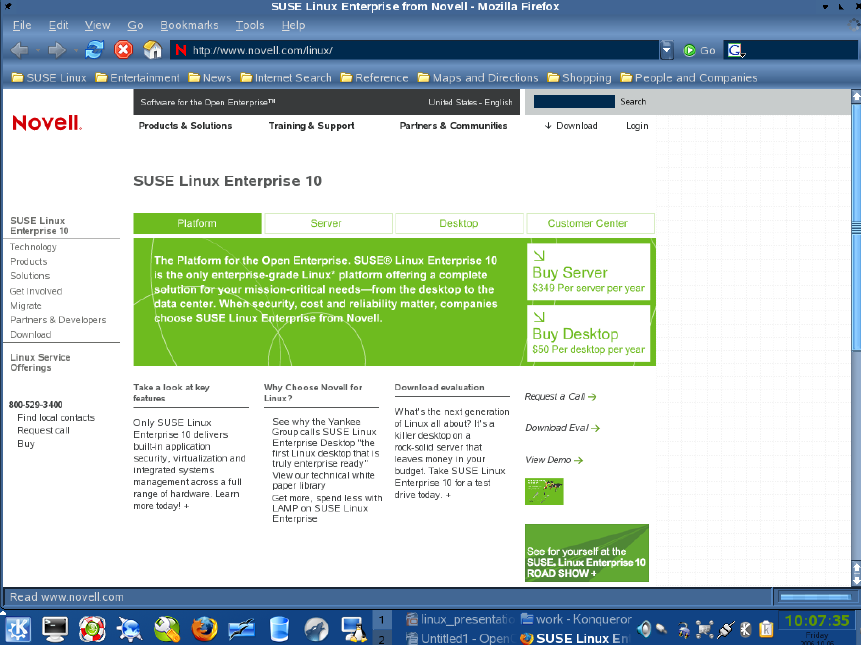 SUSE Linux Enterprise from Novell - Mozilla Firefox
File Edit View Go Bookmarks Tools Help
http://www.novell.com/linux/
Go
SUSE Linux Entertainment News Internet Search Reference Maps and Directions Shopping People and Companies
Software for the Open Enterprise™
United States - English
Search
Novell.
Products & Solutions
Training & Support
Partners & Communities
Download
Login
SUSE Linux Enterprise 10
SUSE Linux
Enterprise 10
Technology
Products
Solutions
Get Involved
Migrate
Partners & Developers
Download
Linux Service
Offerings
800-529-3400
Find local contacts
Request call
Buy
Platform
Server
Desktop
Customer Center
The Platform for the Open Enterprise. SUSE® Linux Enterprise 10
is the only enterprise-grade Linux* platform offering a complete
solution for your mission-critical needs—from the desktop to the
data center. When security, cost and reliability matter, companies
choose SUSE Linux Enterprise from Novell.
Buy Server
$349 Per server per year
Buy Desktop
$50 Per desktop per year
Take a look at key
features
Only SUSE Linux
Enterprise 10 delivers
built-in application
security, virtualization and
integrated systems
management across a full
range of hardware. Learn
more today! +
Why Choose Novell for
Linux?
See why the Yankee
Group calls SUSE Linux
Enterprise Desktop "the
first Linux desktop that is
truly enterprise ready"
View our technical white
paper library
Get more, spend less with
LAMP on SUSE Linux
Enterprise
Download evaluation
What's the next generation
of Linux all about? It's a
killer desktop on a
rock-solid server that
leaves money in your
budget. Take SUSE Linux
Enterprise 10 for a test
drive today. +
Request a Call
Download Eval
View Demo
See for yourself at the
SUSE. Linux Enterprise 10
ROAD SHOW +
Read www.novell.com
1
2
linux_presentatio
work - Konqueror
Untitled1 - OpenO
SUSE Linux Ent
10:07:35
Friday